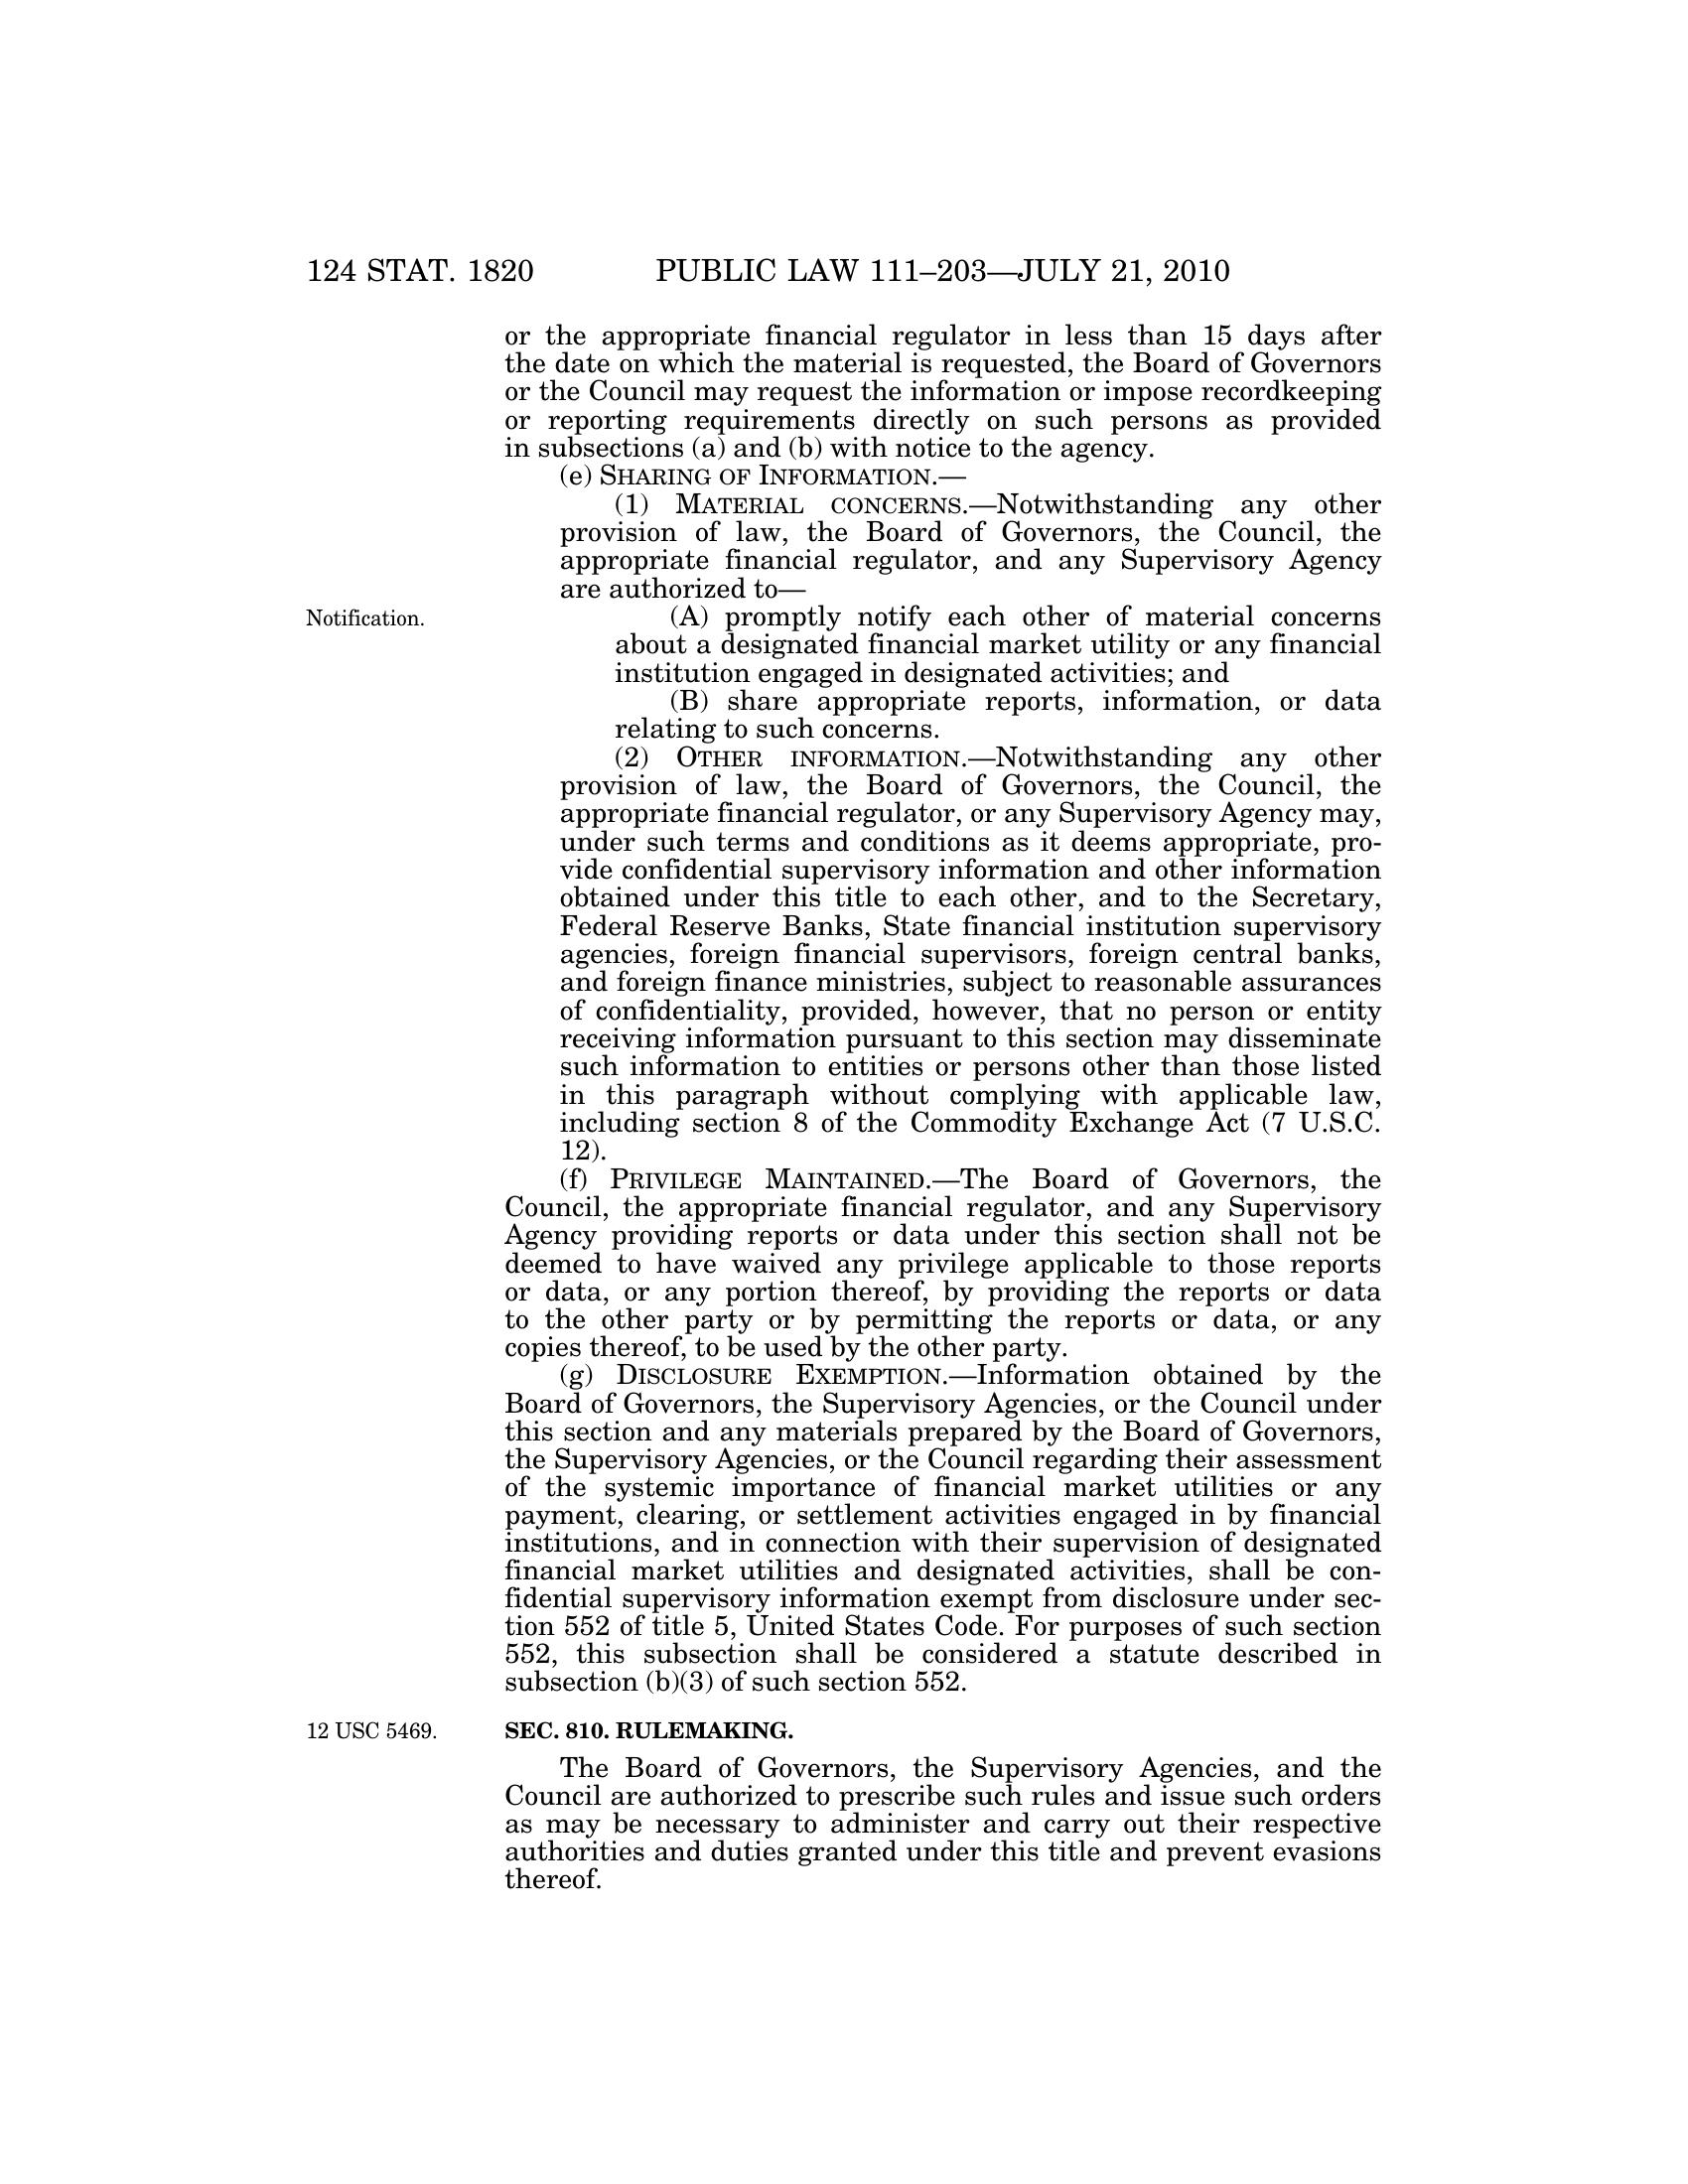 124 STAT. 1820 PUBLIC LAW 111–203—JULY 21, 2010
or the appropriate financial regulator in less than 15 days after
the date on which the material is requested, the Board of Governors
or the Council may request the information or impose recordkeeping
or reporting requirements directly on such persons as provided
in subsections (a) and (b) with notice to the agency.
(e) SHARING OF INFORMATION.—
(1) MATERIAL CONCERNS.—Notwithstanding any other
provision of law, the Board of Governors, the Council, the
appropriate financial regulator, and any Supervisory Agency
are authorized to—
Notification.
(A) promptly notify each other of material concerns
about a designated financial market utility or any financial
institution engaged in designated activities; and
(B) share appropriate reports, information, or data
relating to such concerns.
(2) OTHER INFORMATION.—Notwithstanding any other
provision of law, the Board of Governors, the Council, the
appropriate financial regulator, or any Supervisory Agency may,
under such terms and conditions as it deems appropriate, pro-
vide confidential supervisory information and other information
obtained under this title to each other, and to the Secretary,
Federal Reserve Banks, State financial institution supervisory
agencies, foreign financial supervisors, foreign central banks,
and foreign finance ministries, subject to reasonable assurances
of confidentiality, provided, however, that no person or entity
receiving information pursuant to this section may disseminate
such information to entities or persons other than those listed
in this paragraph without complying with applicable law,
including section 8 of the Commodity Exchange Act (7 U.S.C.
12).
(f) PRIVILEGE MAINTAINED.—The Board of Governors, the
Council, the appropriate financial regulator, and any Supervisory
Agency providing reports or data under this section shall not be
deemed to have waived any privilege applicable to those reports
or data, or any portion thereof, by providing the reports or data
to the other party or by permitting the reports or data, or any
copies thereof, to be used by the other party.
(g) DISCLOSURE EXEMPTION.—Information obtained by the
Board of Governors, the Supervisory Agencies, or the Council under
this section and any materials prepared by the Board of Governors,
the Supervisory Agencies, or the Council regarding their assessment
of the systemic importance of financial market utilities or any
payment, clearing, or settlement activities engaged in by financial
institutions, and in connection with their supervision of designated
financial market utilities and designated activities, shall be con-
fidential supervisory information exempt from disclosure under sec-
tion 552 of title 5, United States Code. For purposes of such section
552, this subsection shall be considered a statute described in
subsection (b)(3) of such section 552.
12 USC 5469.
SEC. 810. RULEMAKING.
The Board of Governors, the Supervisory Agencies, and the
Council are authorized to prescribe such rules and issue such orders
as may be necessary to administer and carry out their respective
authorities and duties granted under this title and prevent evasions
thereof.